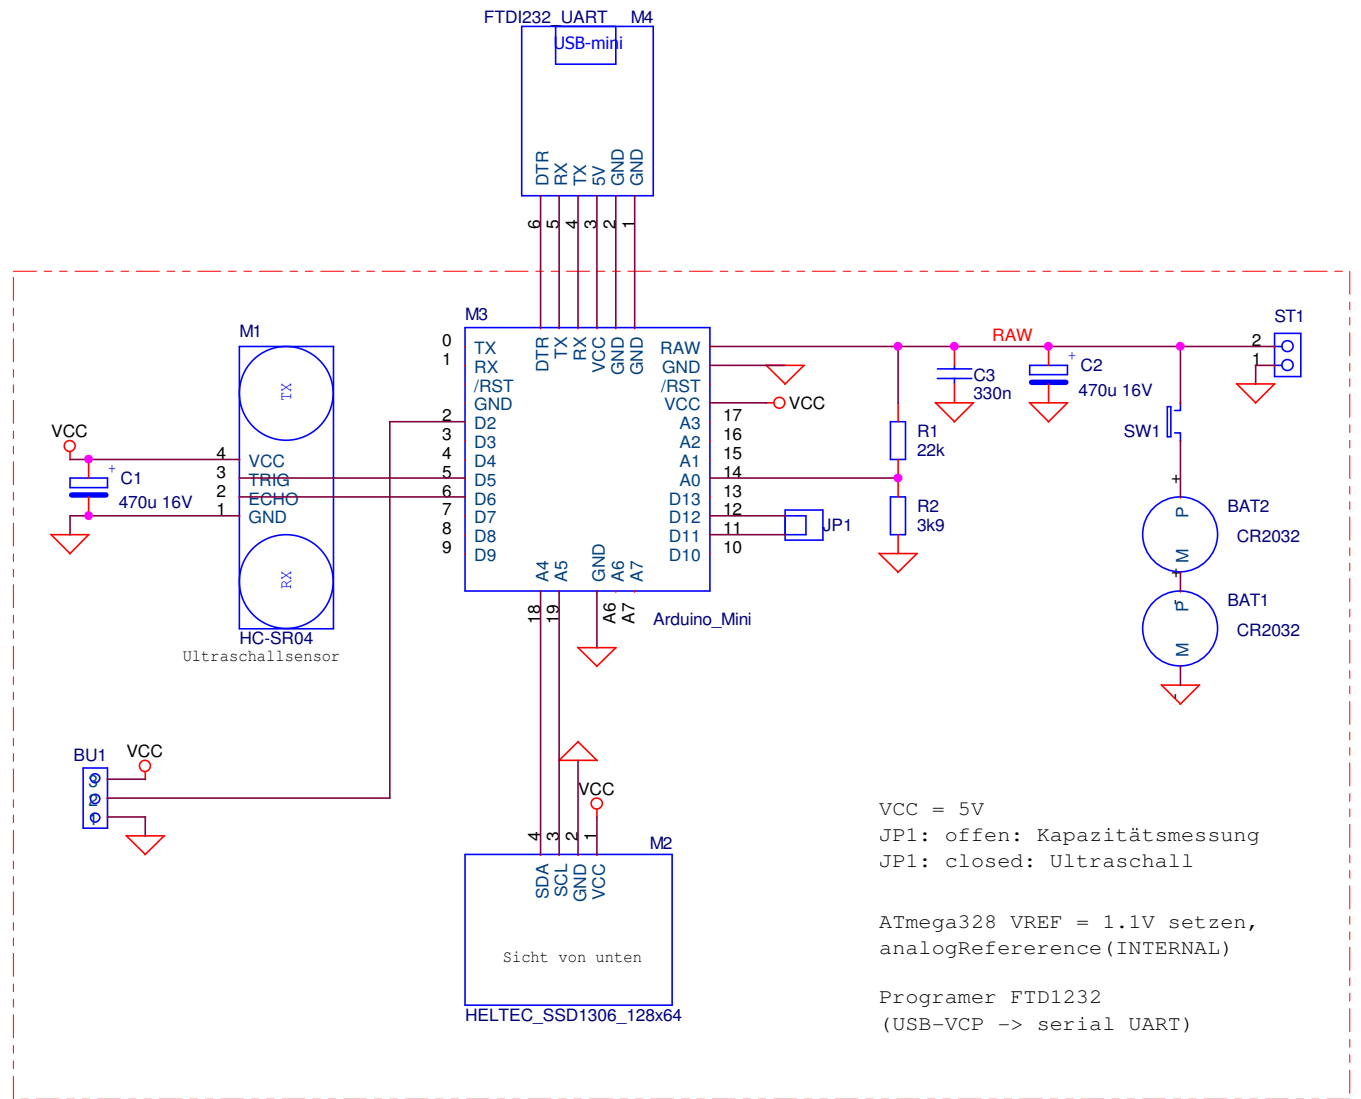 FTDI232_UART M4
USB-mini
DTR RX TX 5V GND GND
6 5 4 3 2 1
M3
DTR TX RX VCC GND GND
0 TX
1 RX
/RST
GND
2 D2
3 D3
4 D4
5 D5
6 D6
7 D7
8 D8
9 D9
RAW
GND
/RST
VCC VCC
17 A3
16 A2
15 A1
14 A0
13 D13
12 D12
11 D11
10 D10
A4 A5 GND A6 A7
18 19 A6 A7
Arduino_Mini
M1
TX
4 VCC
3 TRIG
2 ECHO
1 GND
RX
HC-SR04
Ultraschallsensor
VCC
+
C1
470u 16V
RAW
C3
330n
+
C2
470u 16V
ST1
2
1
R1
22k
R2
3k9
JP1
SW1
+
P
M
BAT2
CR2032
+
P
M
BAT1
CR2032
-
BU1
VCC
3
2
1
VCC
4 3 2 1
M2
SDA SCL GND VCC
Sicht von unten
HELTEC_SSD1306_128x64
VCC = 5V
JP1: offen: Kapazitätsmessung
JP1: closed: Ultraschall
ATmega328 VREF = 1.1V setzen,
analogRefererence(INTERNAL)
Programer FTD1232
(USB-VCP -> serial UART)